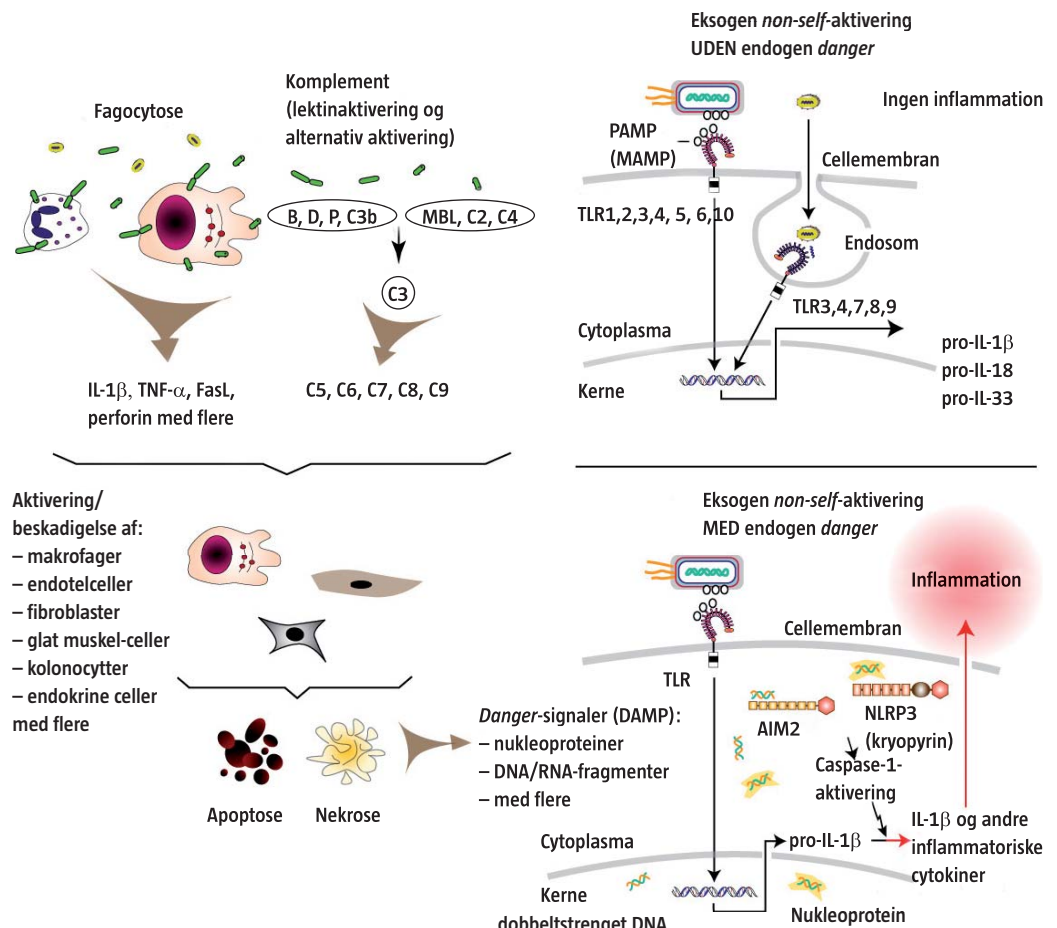 Fagocytose
Komplement
(lektinaktivering og
alternativ aktivering)
B, D, P, C3b
MBL, C2, C4
C3
IL-1β, TNF-α, FasL,
perforin med flere
C5, C6, C7, C8, C9
Eksogen non-self-aktivering
UDEN endogen danger
Ingen inflammation
PAMP
(MAMP)
Cellemembran
TLR1,2,3,4, 5, 6,10
Endosom
TLR3,4,7,8,9
Cytoplasma
Kerne
pro-IL-1β
pro-IL-18
pro-IL-33
Aktivering/
beskadigelse af:
– makrofager
– endotelceller
– fibroblaster
– glat muskel-celler
– kolonocytter
– endokrine celler
med flere
Apoptose
Nekrose
Danger-signaler (DAMP):
– nukleoproteiner
– DNA/RNA-fragmenter
– med flere
Eksogen non-self-aktivering
MED endogen danger
Inflammation
Cellemembran
TLR
AIM2
NLRP3
(kryopyrin)
Caspase-1-
aktivering
pro-IL-1β
IL-1β og andre
inflammatoriske
cytokiner
Cytoplasma
Kerne
dobbeltstrenget DNA
Nukleoprotein